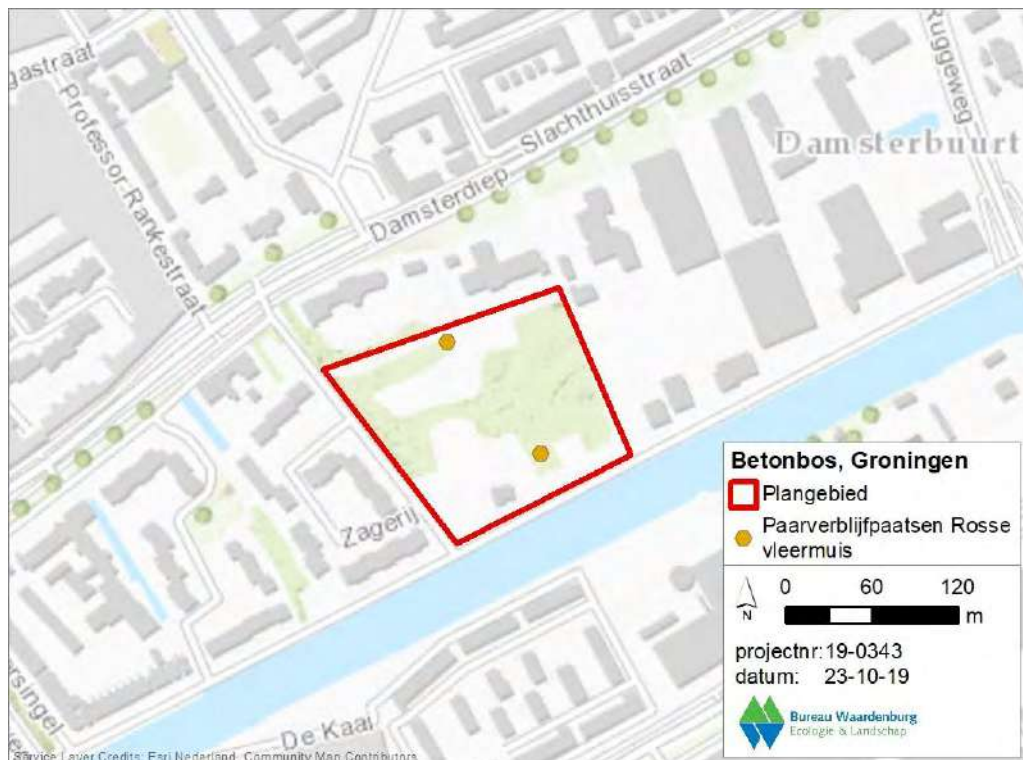 gastraat
Professor Rankestraat
Slachthuisstraat
Damsterdiep
Ruggeweg
Damsterbuurt
Zagerij
De Kaai
ersingel
Betonbos, Groningen
Plangebied
Paarverblijfpaatsen Rosse
vleermuis
N
0 60 120
m
projectnr: 19-0343
datum: 23-10-19
Bureau Waardenburg
Ecologie & Landschap
Service Layer Credits: Esri Nederland, Community Map Contributors